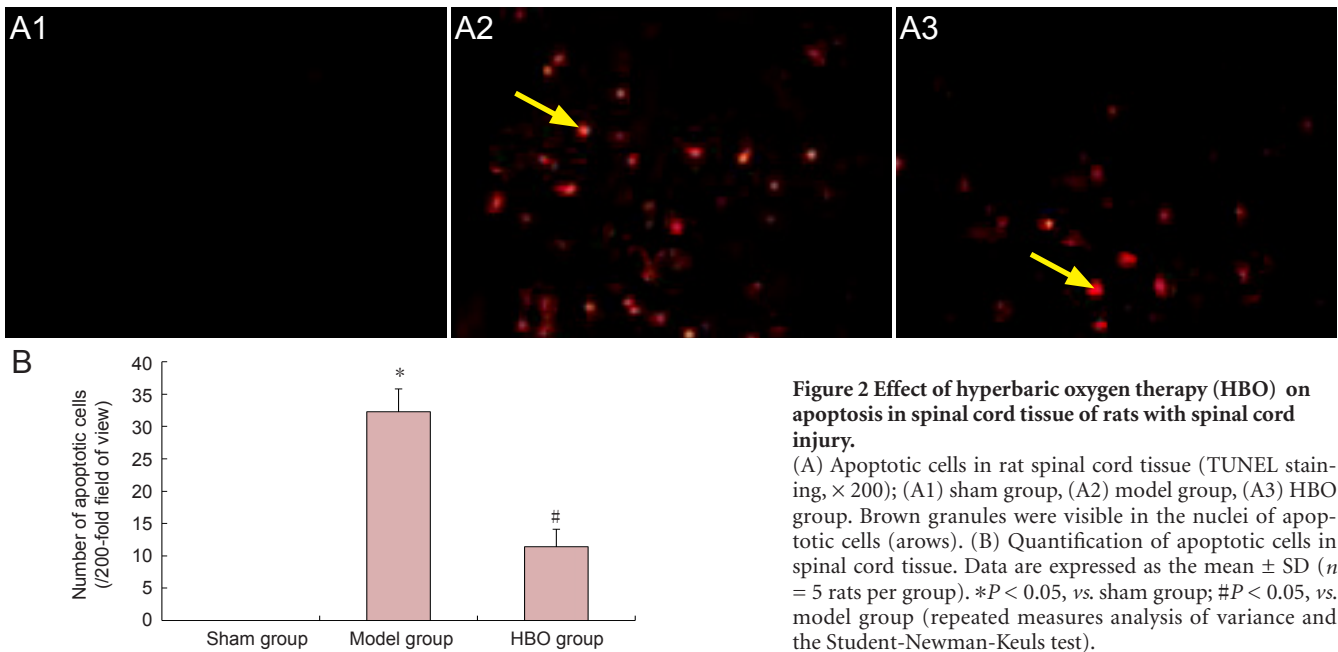 A1
A2
A3
B
Number of apoptotic cells
(/200-fold field of view)
40
35
30
25
20
15
10
5
0
*
#
Sham group
Model group
HBO group
Figure 2 Effect of hyperbaric oxygen therapy (HBO) on
apoptosis in spinal cord tissue of rats with spinal cord
injury.
(A) Apoptotic cells in rat spinal cord tissue (TUNEL stain-
ing, × 200); (A1) sham group, (A2) model group, (A3) HBO
group. Brown granules were visible in the nuclei of apop-
totic cells (arows). (B) Quantification of apoptotic cells in
spinal cord tissue. Data are expressed as the mean ± SD (n
= 5 rats per group). *P < 0.05, vs. sham group; #P < 0.05, vs.
model group (repeated measures analysis of variance and
the Student-Newman-Keuls test).